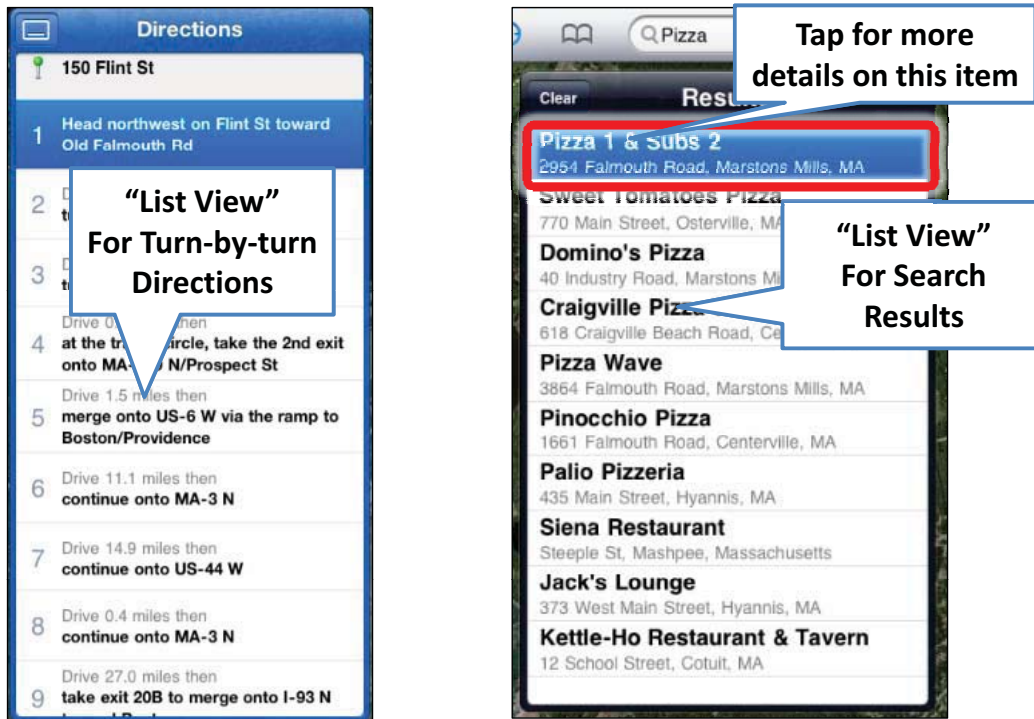 Directions
150 Flint St
1
Head northwest on Flint St toward
Old Falmouth Rd
2
3
"List View"
For Turn-by-turn
Directions
4
at the circle, take the 2nd exit
onto N/Prospect St
5
Drive 1.5 miles then
merge onto US-6 W via the ramp to
Boston/Providence
6
Drive 11.1 miles then
continue onto MA-3 N
7
Drive 14.9 miles then
continue onto US-44 W
8
Drive 0.4 miles then
continue onto MA-3 N
9
Drive 27.0 miles then
take exit 20B to merge onto I-93 N
Pizza
Tap for more
details on this item
Clear
Pizza 1 & Subs 2
2954 Falmouth Road, Marstons Mills, MA
Sweet Tomatoes Pizza
770 Main Street, Osterville,
Domino's Pizza
40 Industry Road, Marstons
Craigville Pizza
618 Craigville Beach Road,
"List View"
For Search
Results
Pizza Wave
3864 Falmouth Road, Marstons Mills, MA
Pinocchio Pizza
1661 Falmouth Road, Centerville, MA
Palio Pizzeria
435 Main Street, Hyannis, MA
Siena Restaurant
Steeple St, Mashpee, Massachusetts
Jack's Lounge
373 West Main Street, Hyannis, MA
Kettle-Ho Restaurant & Tavern
12 School Street, Cotuit, MA